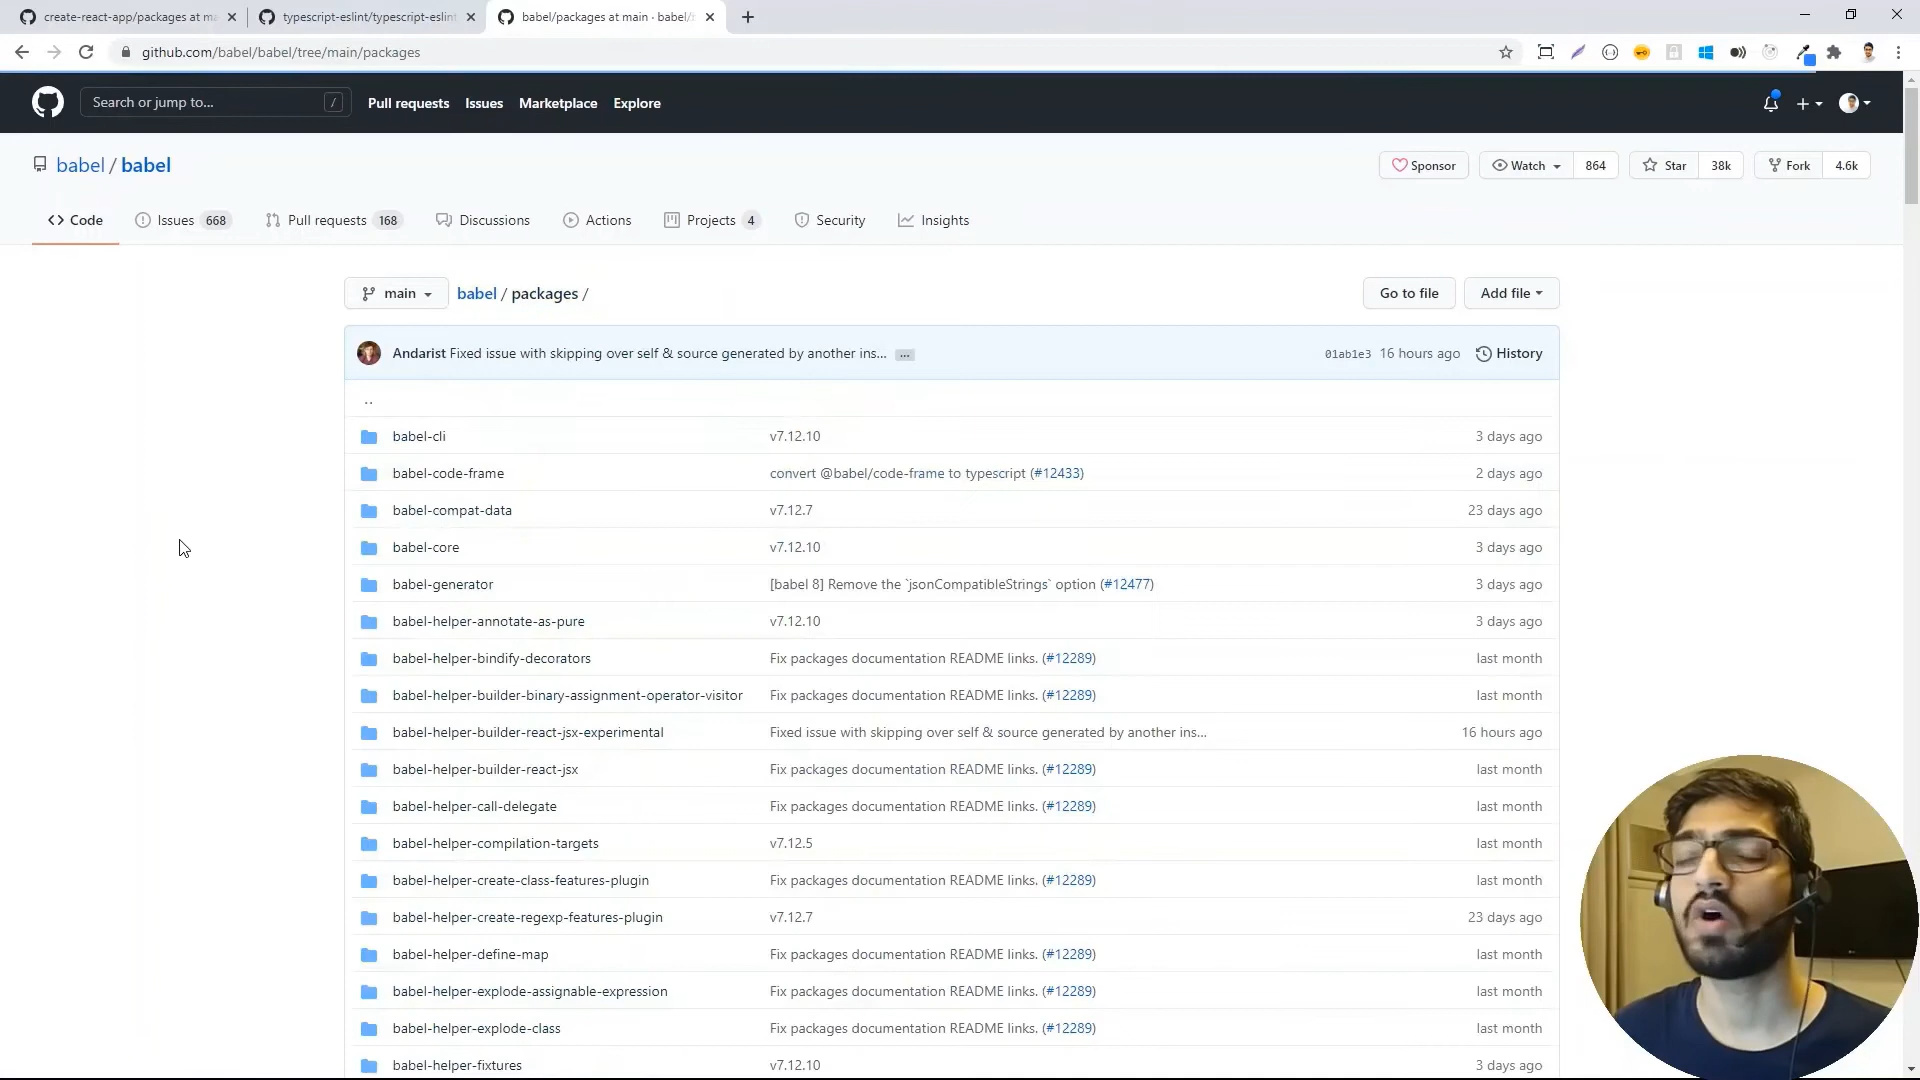 create-react-app/packages at ma
typescript-eslint/typescript-eslint
babel/packages at main · babel/b
github.com/babel/babel/tree/main/packages
Search or jump to... /
Pull requests Issues Marketplace Explore
babel / babel
Sponsor Watch 864 Star 38k Fork 4.6k
Code Issues 668 Pull requests 168 Discussions Actions Projects 4 Security Insights
main babel / packages / Go to file Add file
Andarist Fixed issue with skipping over self & source generated by another ins... ... 01ab1e3 16 hours ago History
..
babel-cli v7.12.10 3 days ago
babel-code-frame convert @babel/code-frame to typescript (#12433) 2 days ago
babel-compat-data v7.12.7 23 days ago
babel-core v7.12.10 3 days ago
babel-generator [babel 8] Remove the `jsonCompatibleStrings` option (#12477) 3 days ago
babel-helper-annotate-as-pure v7.12.10 3 days ago
babel-helper-bindify-decorators Fix packages documentation README links. (#12289) last month
babel-helper-builder-binary-assignment-operator-visitor Fix packages documentation README links. (#12289) last month
babel-helper-builder-react-jsx-experimental Fixed issue with skipping over self & source generated by another ins... 16 hours ago
babel-helper-builder-react-jsx Fix packages documentation README links. (#12289) last month
babel-helper-call-delegate Fix packages documentation README links. (#12289) last month
babel-helper-compilation-targets v7.12.5 last month
babel-helper-create-class-features-plugin Fix packages documentation README links. (#12289) last month
babel-helper-create-regexp-features-plugin v7.12.7 23 days ago
babel-helper-define-map Fix packages documentation README links. (#12289) last month
babel-helper-explode-assignable-expression Fix packages documentation README links. (#12289) last month
babel-helper-explode-class Fix packages documentation README links. (#12289) last month
babel-helper-fixtures v7.12.10 3 days ago